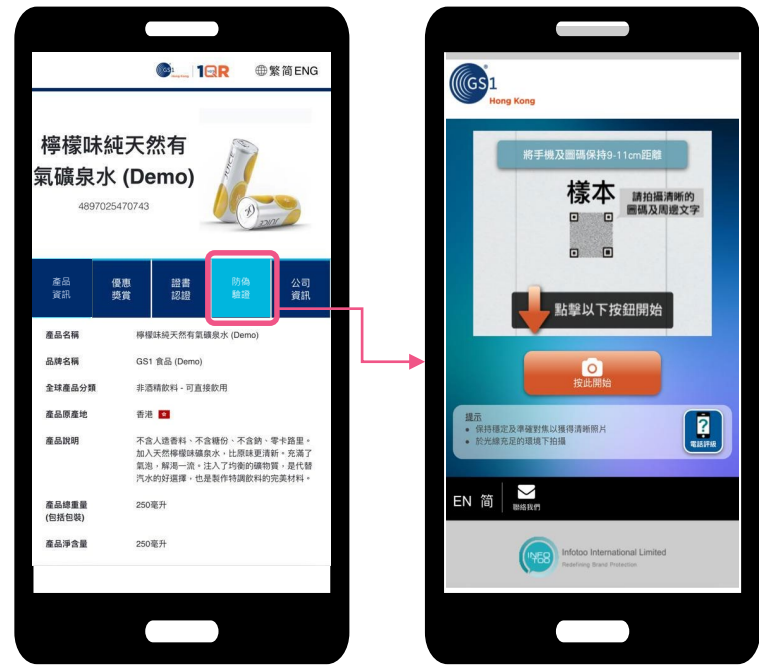 GS1
Hong Kong
1QR
繁 简 ENG
檸檬味純天然有
氣礦泉水 (Demo)
4897025470743
JUICE
JUICE
產品
資訊
優惠
獎賞
證書
認證
防偽
驗證
公司
資訊
產品名稱 檸檬味純天然有氣礦泉水 (Demo)
品牌名稱 GS1 食品 (Demo)
全球產品分類 非酒精飲料 - 可直接飲用
產品原產地 香港
產品說明 不含人造香料、不含糖份、不含鈉、零卡路里。
加入天然檸檬味礦泉水，比原味更清新。充滿了
氣泡，解渴一流。注入了均衡的礦物質，是代替
汽水的好選擇，也是製作特調飲料的完美材料。
產品總重量 250毫升
(包括包裝)
產品淨含量 250毫升
GS1
Hong Kong
將手機及圖碼保持9-11cm距離
樣本
請拍攝清晰的
圖碼及周邊文字
點擊以下按鈕開始
按此開始
提示
• 保持穩定及準確對焦以獲得清晰照片
• 於光線充足的環境下拍攝
?
電話評級
EN 简
聯絡我們
INFO
TOO
Infotoo International Limited
Redefining Brand Protection